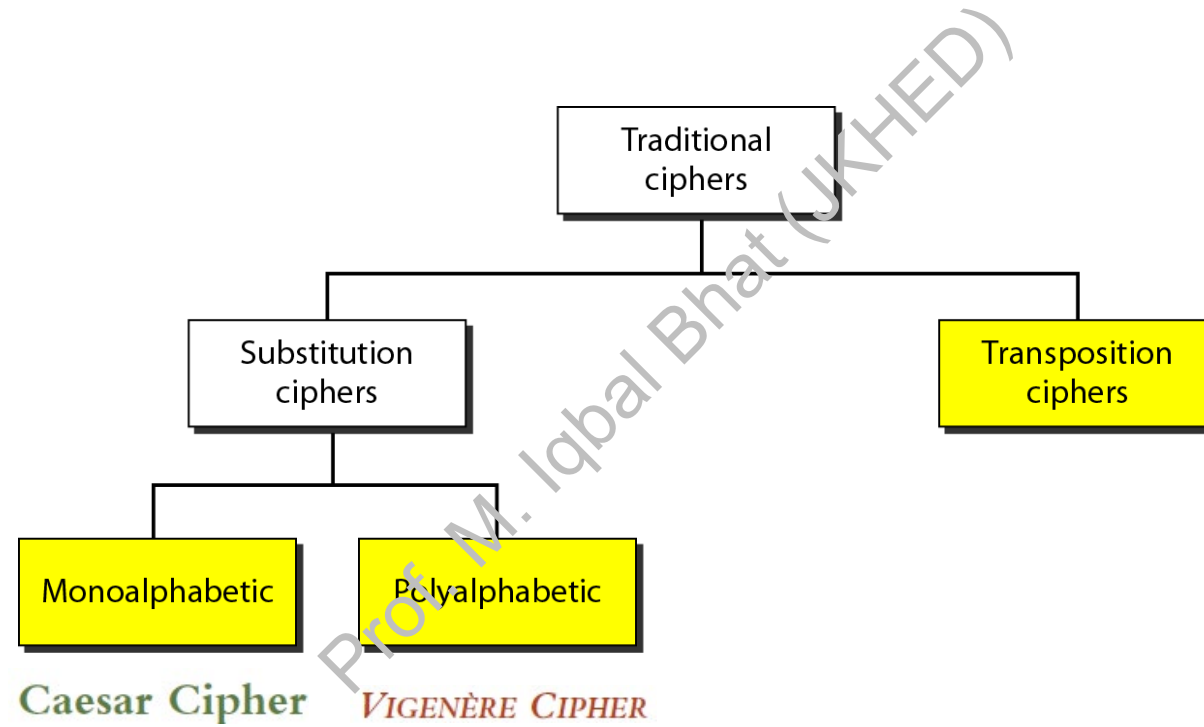 Traditional
ciphers
Substitution
ciphers
Transposition
ciphers
Monoalphabetic
Polyalphabetic
Caesar Cipher
VIGENÈRE CIPHER
Prof. M. Iqbal Bhat (JKHED)